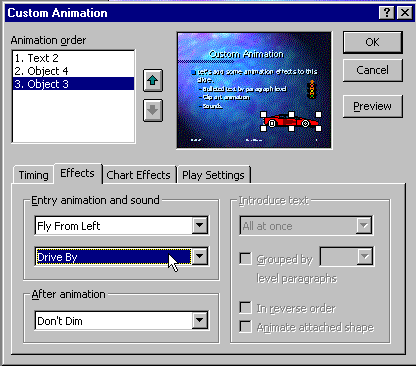 Custom Animation
Animation order
1. Text 2
2. Object 4
3. Object 3
Custom Animation
Let's add some animation effects to this
slide.
Bulleted text by paragraph level
Clip art animation
Sounds
OK
Cancel
Preview
Timing Effects Chart Effects Play Settings
Entry animation and sound
Fly From Left
Drive By
After animation
Don't Dim
Introduce text
All at once
Grouped by
level paragraphs
In reverse order
Animate attached shape